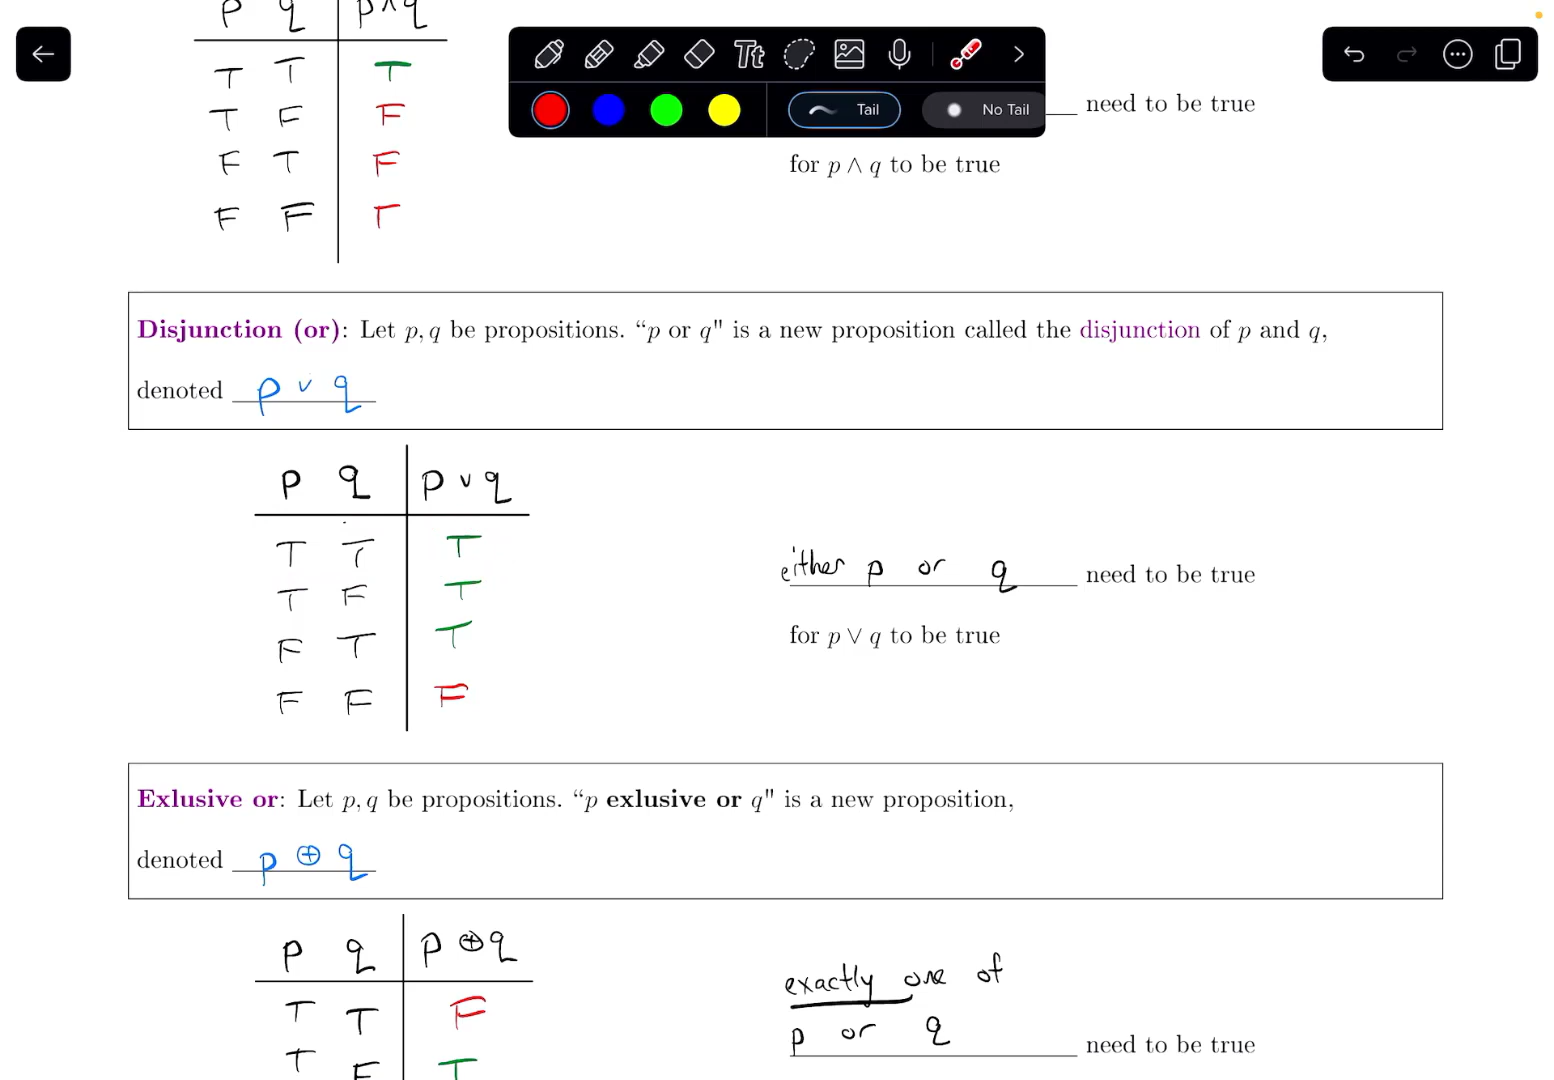 p q p∧q
Tt
Tail No Tail
T T T
need to be true
T F F
F T F
for p ∧ q to be true
F F
Disjunction (or): Let p, q be propositions. “p or q" is a new proposition called the disjunction of p and q,
denoted p ∨ q
p q p ∨ q
T T T
either p or q need to be true
T F T
F T T
for p ∨ q to be true
F F F
Exlusive or: Let p, q be propositions. “p exlusive or q" is a new proposition,
denoted p ⊕ q
p q p ⊕ q
exactly one of
T T F
p or q need to be true
T F T